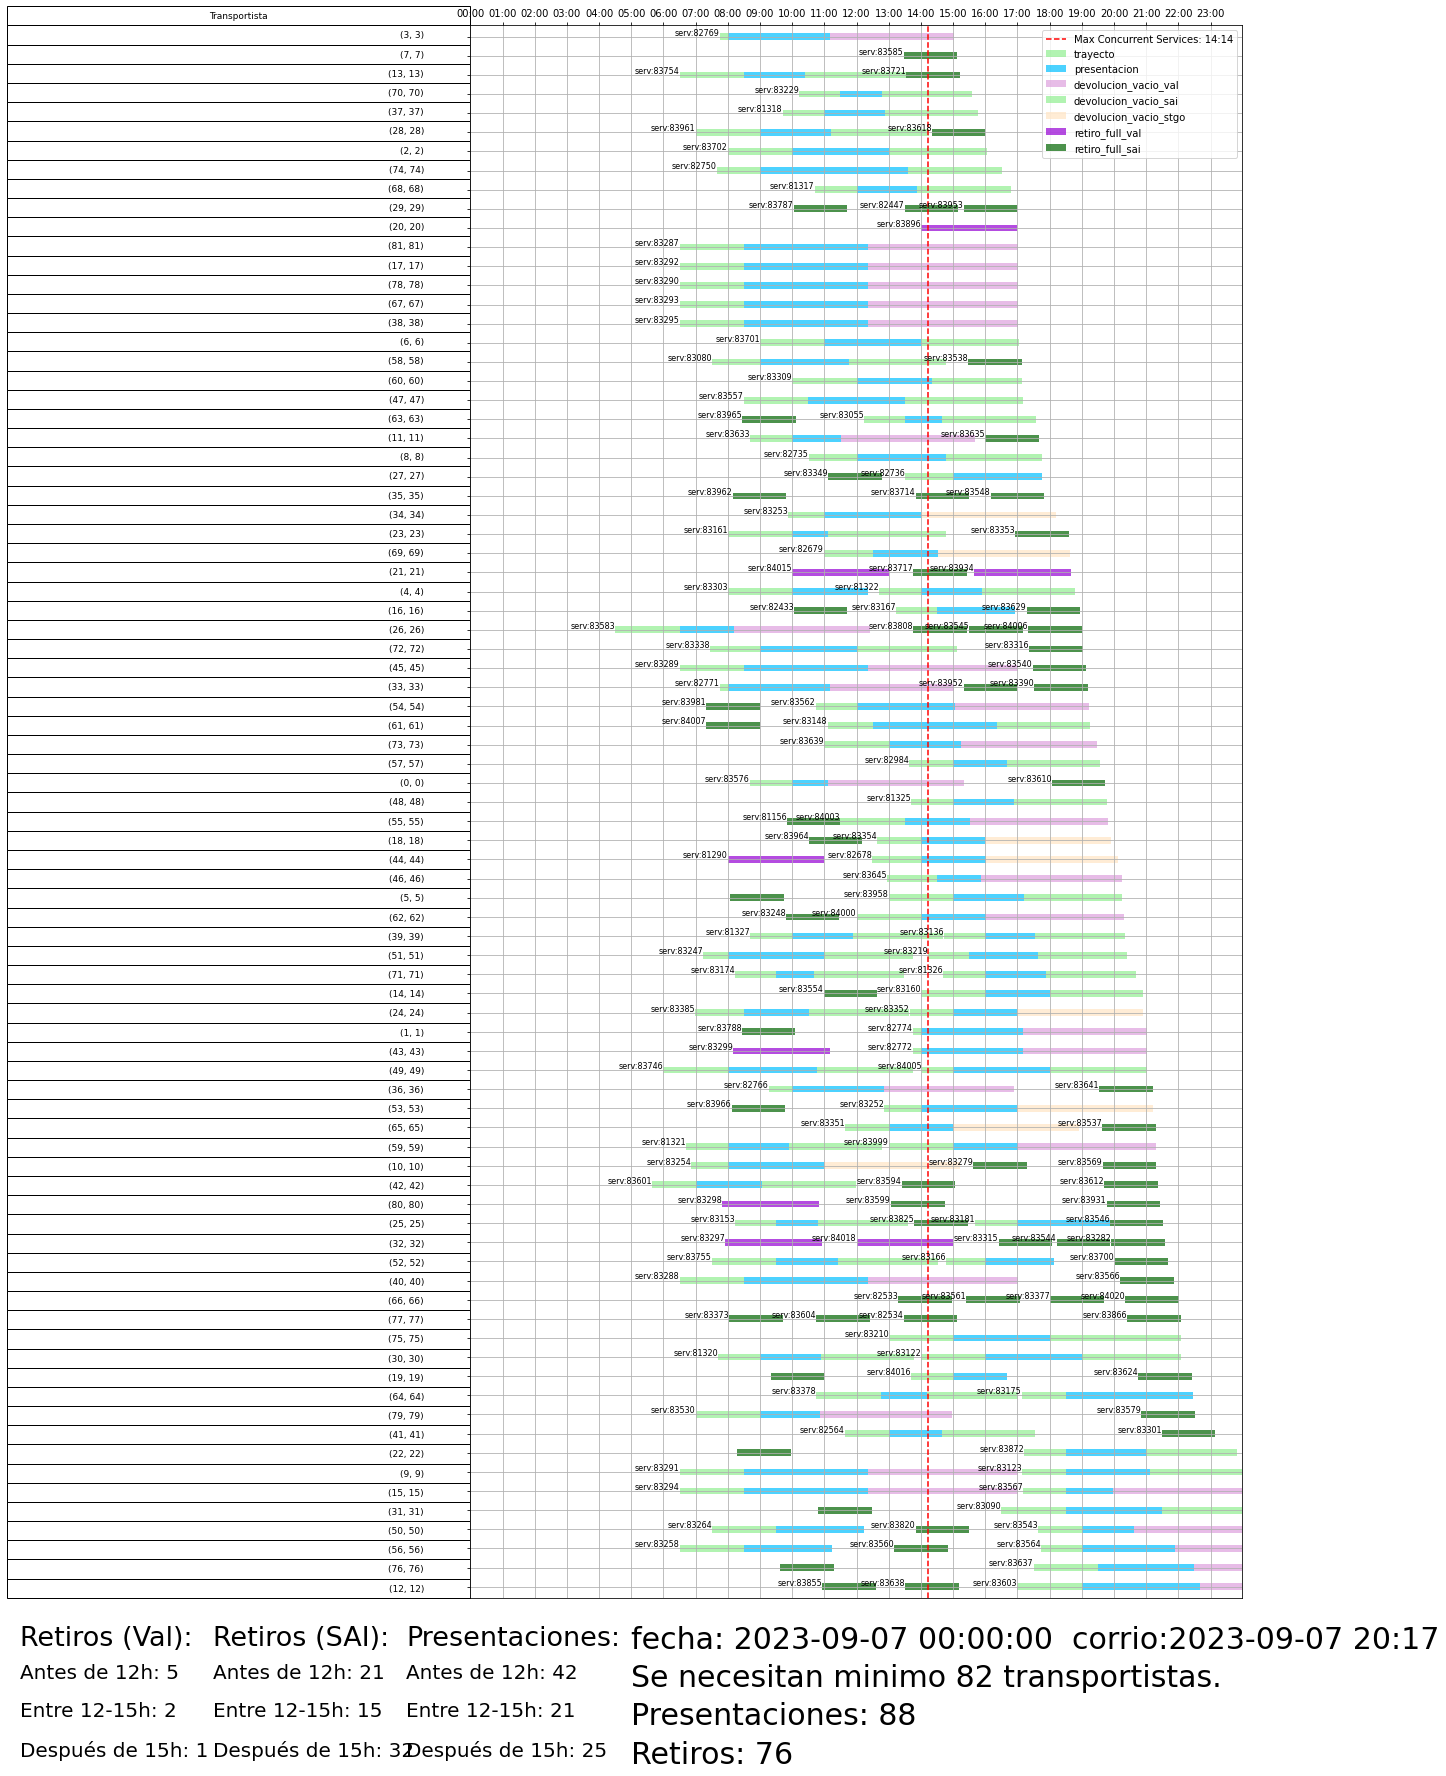 Transportista 00:00 01:00 02:00 03:00 04:00 05:00 06:00 07:00 08:00 09:00 10:00 11:00 12:00 13:00 14:00 15:00 16:00 17:00 18:00 19:00 20:00 21:00 22:00 23:00
Max Concurrent Services: 14:14
trayecto
presentacion
devolucion_vacio_val
devolucion_vacio_sai
devolucion_vacio_stgo
retiro_full_val
retiro_full_sai
(3, 3) serv:82769
(7, 7) serv:83585
(13, 13) serv:83754 serv:83721
(70, 70) serv:83229
(37, 37) serv:81318
(28, 28) serv:83961 serv:83618
(2, 2) serv:83702
(74, 74) serv:82750
(68, 68) serv:81317
(29, 29) serv:83787 serv:82447 serv:83953
(20, 20) serv:83896
(81, 81) serv:83287
(17, 17) serv:83292
(78, 78) serv:83290
(67, 67) serv:83293
(38, 38) serv:83295
(6, 6) serv:83701
(58, 58) serv:83080 serv:83538
(60, 60) serv:83309
(47, 47) serv:83557
(63, 63) serv:83965 serv:83055
(11, 11) serv:83633 serv:83635
(8, 8) serv:82735
(27, 27) serv:83349 serv:82736
(35, 35) serv:83962 serv:83714 serv:83548
(34, 34) serv:83253
(23, 23) serv:83161 serv:83353
(69, 69) serv:82679
(21, 21) serv:84015 serv:83717 serv:83934
(4, 4) serv:83303 serv:81322
(16, 16) serv:82433 serv:83167 serv:83629
(26, 26) serv:83583 serv:83808 serv:83545 serv:84006
(72, 72) serv:83338 serv:83316
(45, 45) serv:83289 serv:83540
(33, 33) serv:82771 serv:83952 serv:83390
(54, 54) serv:83981 serv:83562
(61, 61) serv:84007 serv:83148
(73, 73) serv:83639
(57, 57) serv:82984
(0, 0) serv:83576 serv:83610
(48, 48) serv:81325
(55, 55) serv:81156 serv:84003
(18, 18) serv:83964 serv:83354
(44, 44) serv:81290 serv:82678
(46, 46) serv:83645
(5, 5) serv:83958
(62, 62) serv:83248 serv:84000
(39, 39) serv:81327 serv:83136
(51, 51) serv:83247 serv:83219
(71, 71) serv:83174 serv:81326
(14, 14) serv:83554 serv:83160
(24, 24) serv:83385 serv:83352
(1, 1) serv:83788 serv:82774
(43, 43) serv:83299 serv:82772
(49, 49) serv:83746 serv:84005
(36, 36) serv:82766 serv:83641
(53, 53) serv:83966 serv:83252
(65, 65) serv:83351 serv:83537
(59, 59) serv:81321 serv:83999
(10, 10) serv:83254 serv:83279 serv:83569
(42, 42) serv:83601 serv:83594 serv:83612
(80, 80) serv:83298 serv:83599 serv:83931
(25, 25) serv:83153 serv:83825 serv:83181 serv:83546
(32, 32) serv:83297 serv:84018 serv:83315 serv:83544 serv:83282
(52, 52) serv:83755 serv:83166 serv:83700
(40, 40) serv:83288 serv:83566
(66, 66) serv:82533 serv:83561 serv:83377 serv:84020
(77, 77) serv:83373 serv:83604 serv:82534 serv:83866
(75, 75) serv:83210
(30, 30) serv:81320 serv:83122
(19, 19) serv:84016 serv:83624
(64, 64) serv:83378 serv:83175
(79, 79) serv:83530 serv:83579
(41, 41) serv:82564 serv:83301
(22, 22) serv:83872
(9, 9) serv:83291 serv:83123
(15, 15) serv:83294 serv:83567
(31, 31) serv:83090
(50, 50) serv:83264 serv:83820 serv:83543
(56, 56) serv:83258 serv:83560 serv:83564
(76, 76) serv:83637
(12, 12) serv:83855 serv:83638 serv:83603
Retiros (Val): Retiros (SAI): Presentaciones: fecha: 2023-09-07 00:00:00 corrio:2023-09-07 20:17
Antes de 12h: 5 Antes de 12h: 21 Antes de 12h: 42 Se necesitan minimo 82 transportistas.
Entre 12-15h: 2 Entre 12-15h: 15 Entre 12-15h: 21 Presentaciones: 88
Después de 15h: 1 Después de 15h: 32 Después de 15h: 25 Retiros: 76